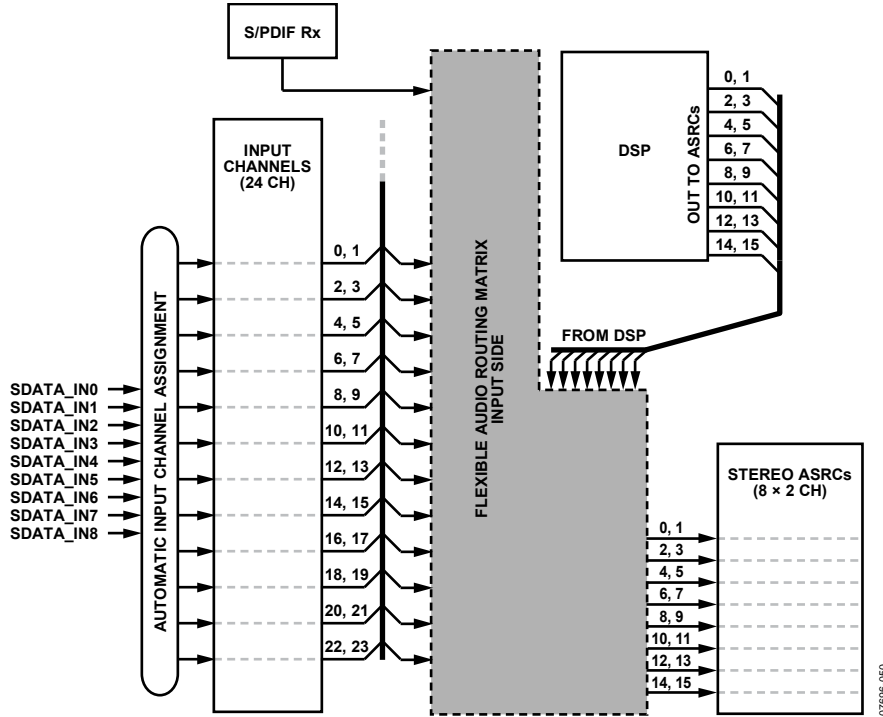 S/PDIF Rx
INPUT
CHANNELS
(24 CH)
AUTOMATIC INPUT CHANNEL ASSIGNMENT
SDATA_IN0
SDATA_IN1
SDATA_IN2
SDATA_IN3
SDATA_IN4
SDATA_IN5
SDATA_IN6
SDATA_IN7
SDATA_IN8
0, 1
2, 3
4, 5
6, 7
8, 9
10, 11
12, 13
14, 15
16, 17
18, 19
20, 21
22, 23
FLEXIBLE AUDIO ROUTING MATRIX
INPUT SIDE
DSP
OUT TO ASRCs
0, 1
2, 3
4, 5
6, 7
8, 9
10, 11
12, 13
14, 15
FROM DSP
0, 1
2, 3
4, 5
6, 7
8, 9
10, 11
12, 13
14, 15
STEREO ASRCs
(8 × 2 CH)
07696-059